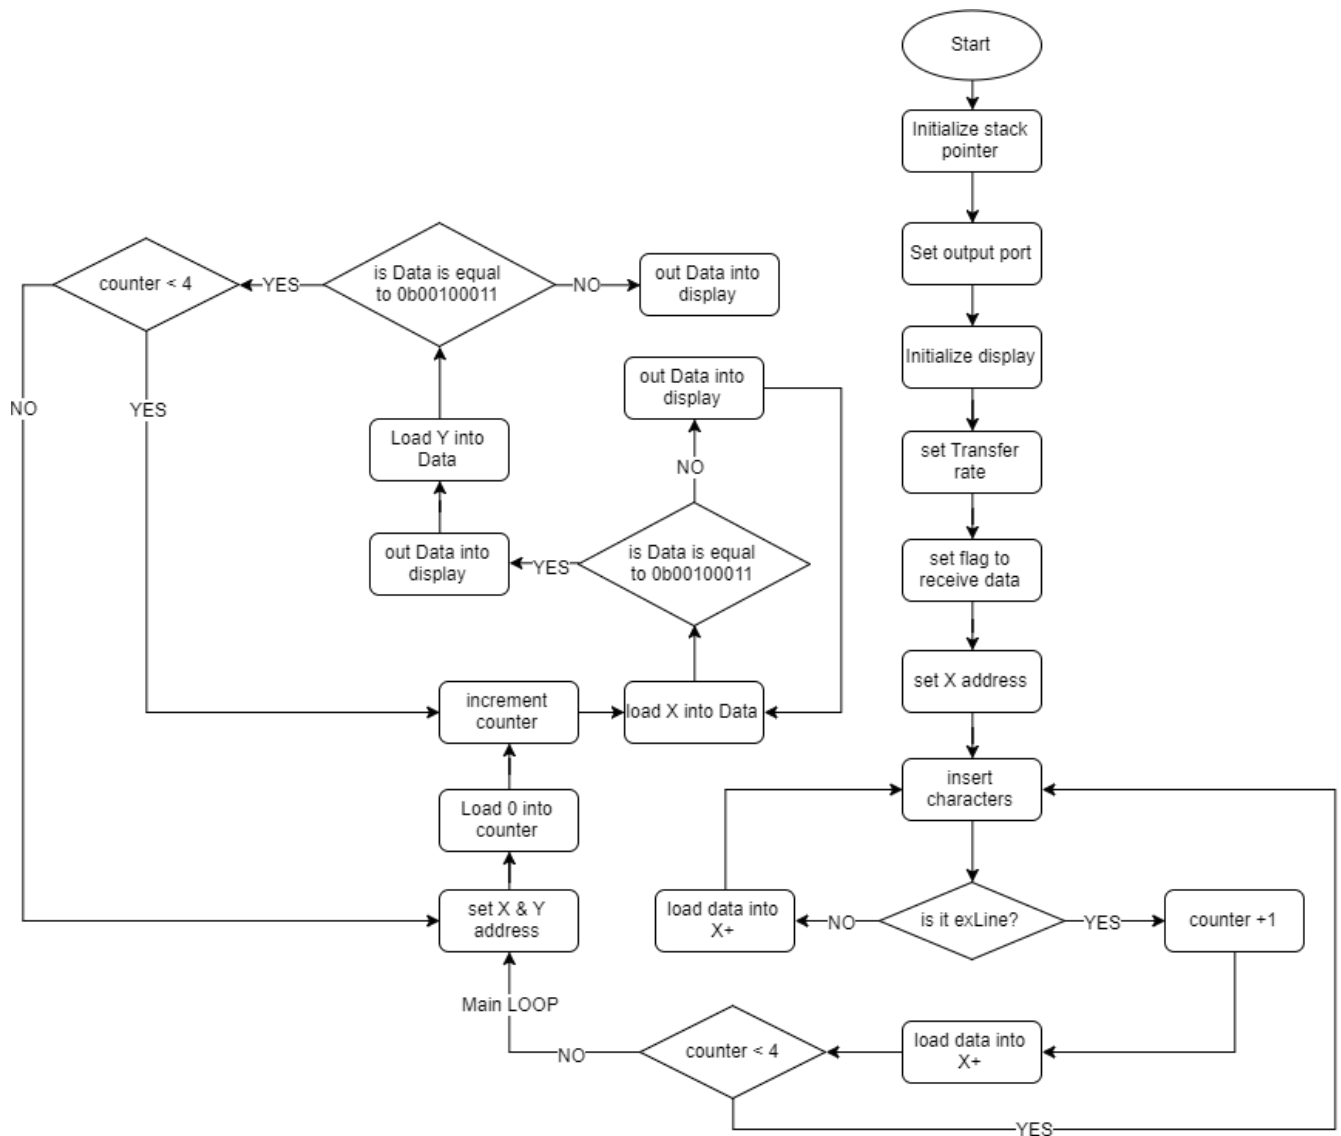 Start
Initialize stack
pointer
Set output port
Initialize display
set Transfer
rate
set flag to
receive data
set X address
insert
characters
is it exLine?
NO
load data into
X+
YES
counter +1
load data into
X+
counter < 4
YES
NO
Main LOOP
set X & Y
address
Load 0 into
counter
increment
counter
load X into Data
is Data is equal
to 0b00100011
NO
out Data into
display
YES
out Data into
display
Load Y into
Data
is Data is equal
to 0b00100011
NO
out Data into
display
YES
counter < 4
YES
NO